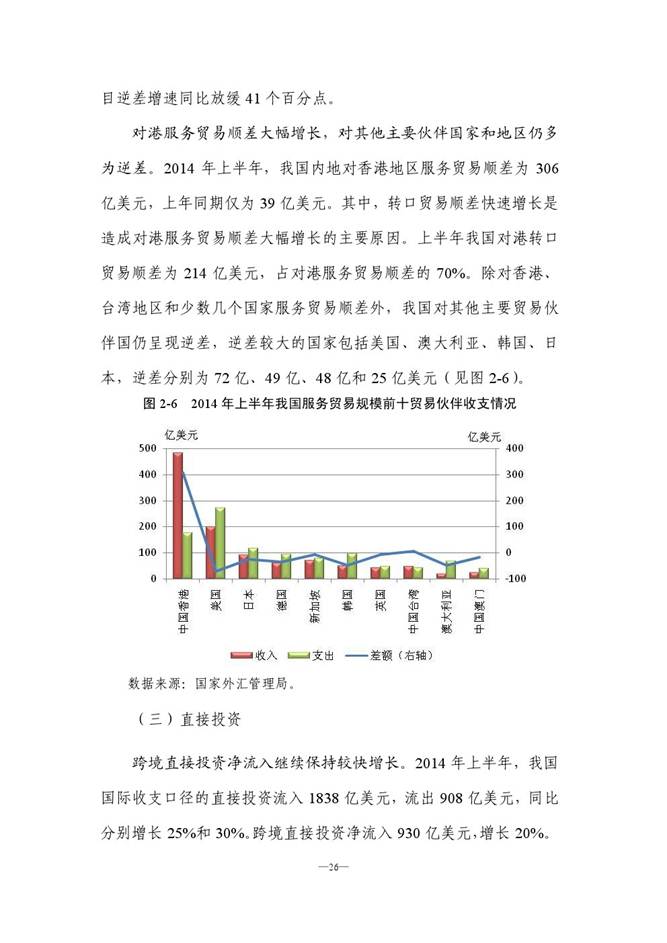 目逆差增速同比放缓 41 个百分点。
对港服务贸易顺差大幅增长，对其他主要伙伴国家和地区仍多
为逆差。2014 年上半年，我国内地对香港地区服务贸易顺差为 306
亿美元，上年同期仅为 39 亿美元。其中，转口贸易顺差快速增长是
造成对港服务贸易顺差大幅增长的主要原因。上半年我国对港转口
贸易顺差为 214 亿美元，占对港服务贸易顺差的 70%。除对香港、
台湾地区和少数几个国家服务贸易顺差外，我国对其他主要贸易伙
伴国仍呈现逆差，逆差较大的国家包括美国、澳大利亚、韩国、日
本，逆差分别为 72 亿、49 亿、48 亿和 25 亿美元（见图 2-6）。
图 2-6 2014 年上半年我国服务贸易规模前十贸易伙伴收支情况
亿美元 亿美元
500 400
400 300
300 200
200 100
100 0
0 -100
中国香港 美国 日本 德国 新加坡 韩国 英国 中国台湾 澳大利亚 中国澳门
收入 支出 差额（右轴）
数据来源：国家外汇管理局。
（三）直接投资
跨境直接投资净流入继续保持较快增长。2014 年上半年，我国
国际收支口径的直接投资流入 1838 亿美元，流出 908 亿美元，同比
分别增长 25%和 30%。跨境直接投资净流入 930 亿美元，增长 20%。
—26—